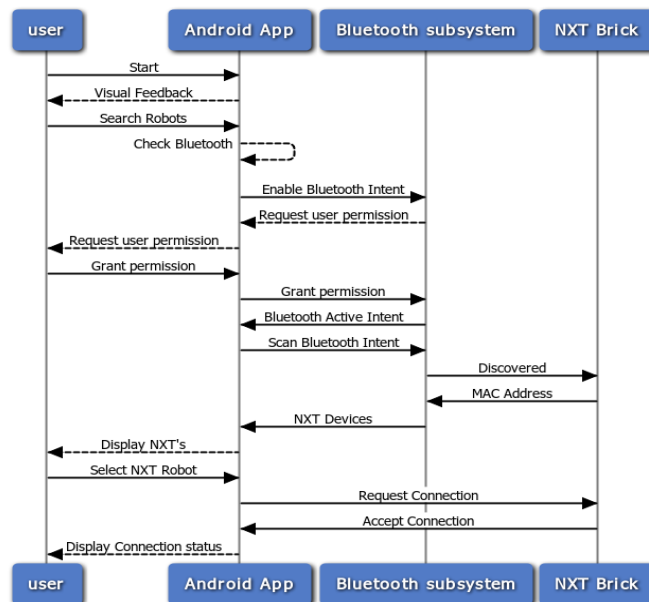 user Android App Bluetooth subsystem NXT Brick
Start
Visual Feedback
Search Robots
Check Bluetooth
Enable Bluetooth Intent
Request user permission
Request user permission
Grant permission
Grant permission
Bluetooth Active Intent
Scan Bluetooth Intent
Discovered
MAC Address
NXT Devices
Display NXT's
Select NXT Robot
Request Connection
Accept Connection
Display Connection status
user Android App Bluetooth subsystem NXT Brick